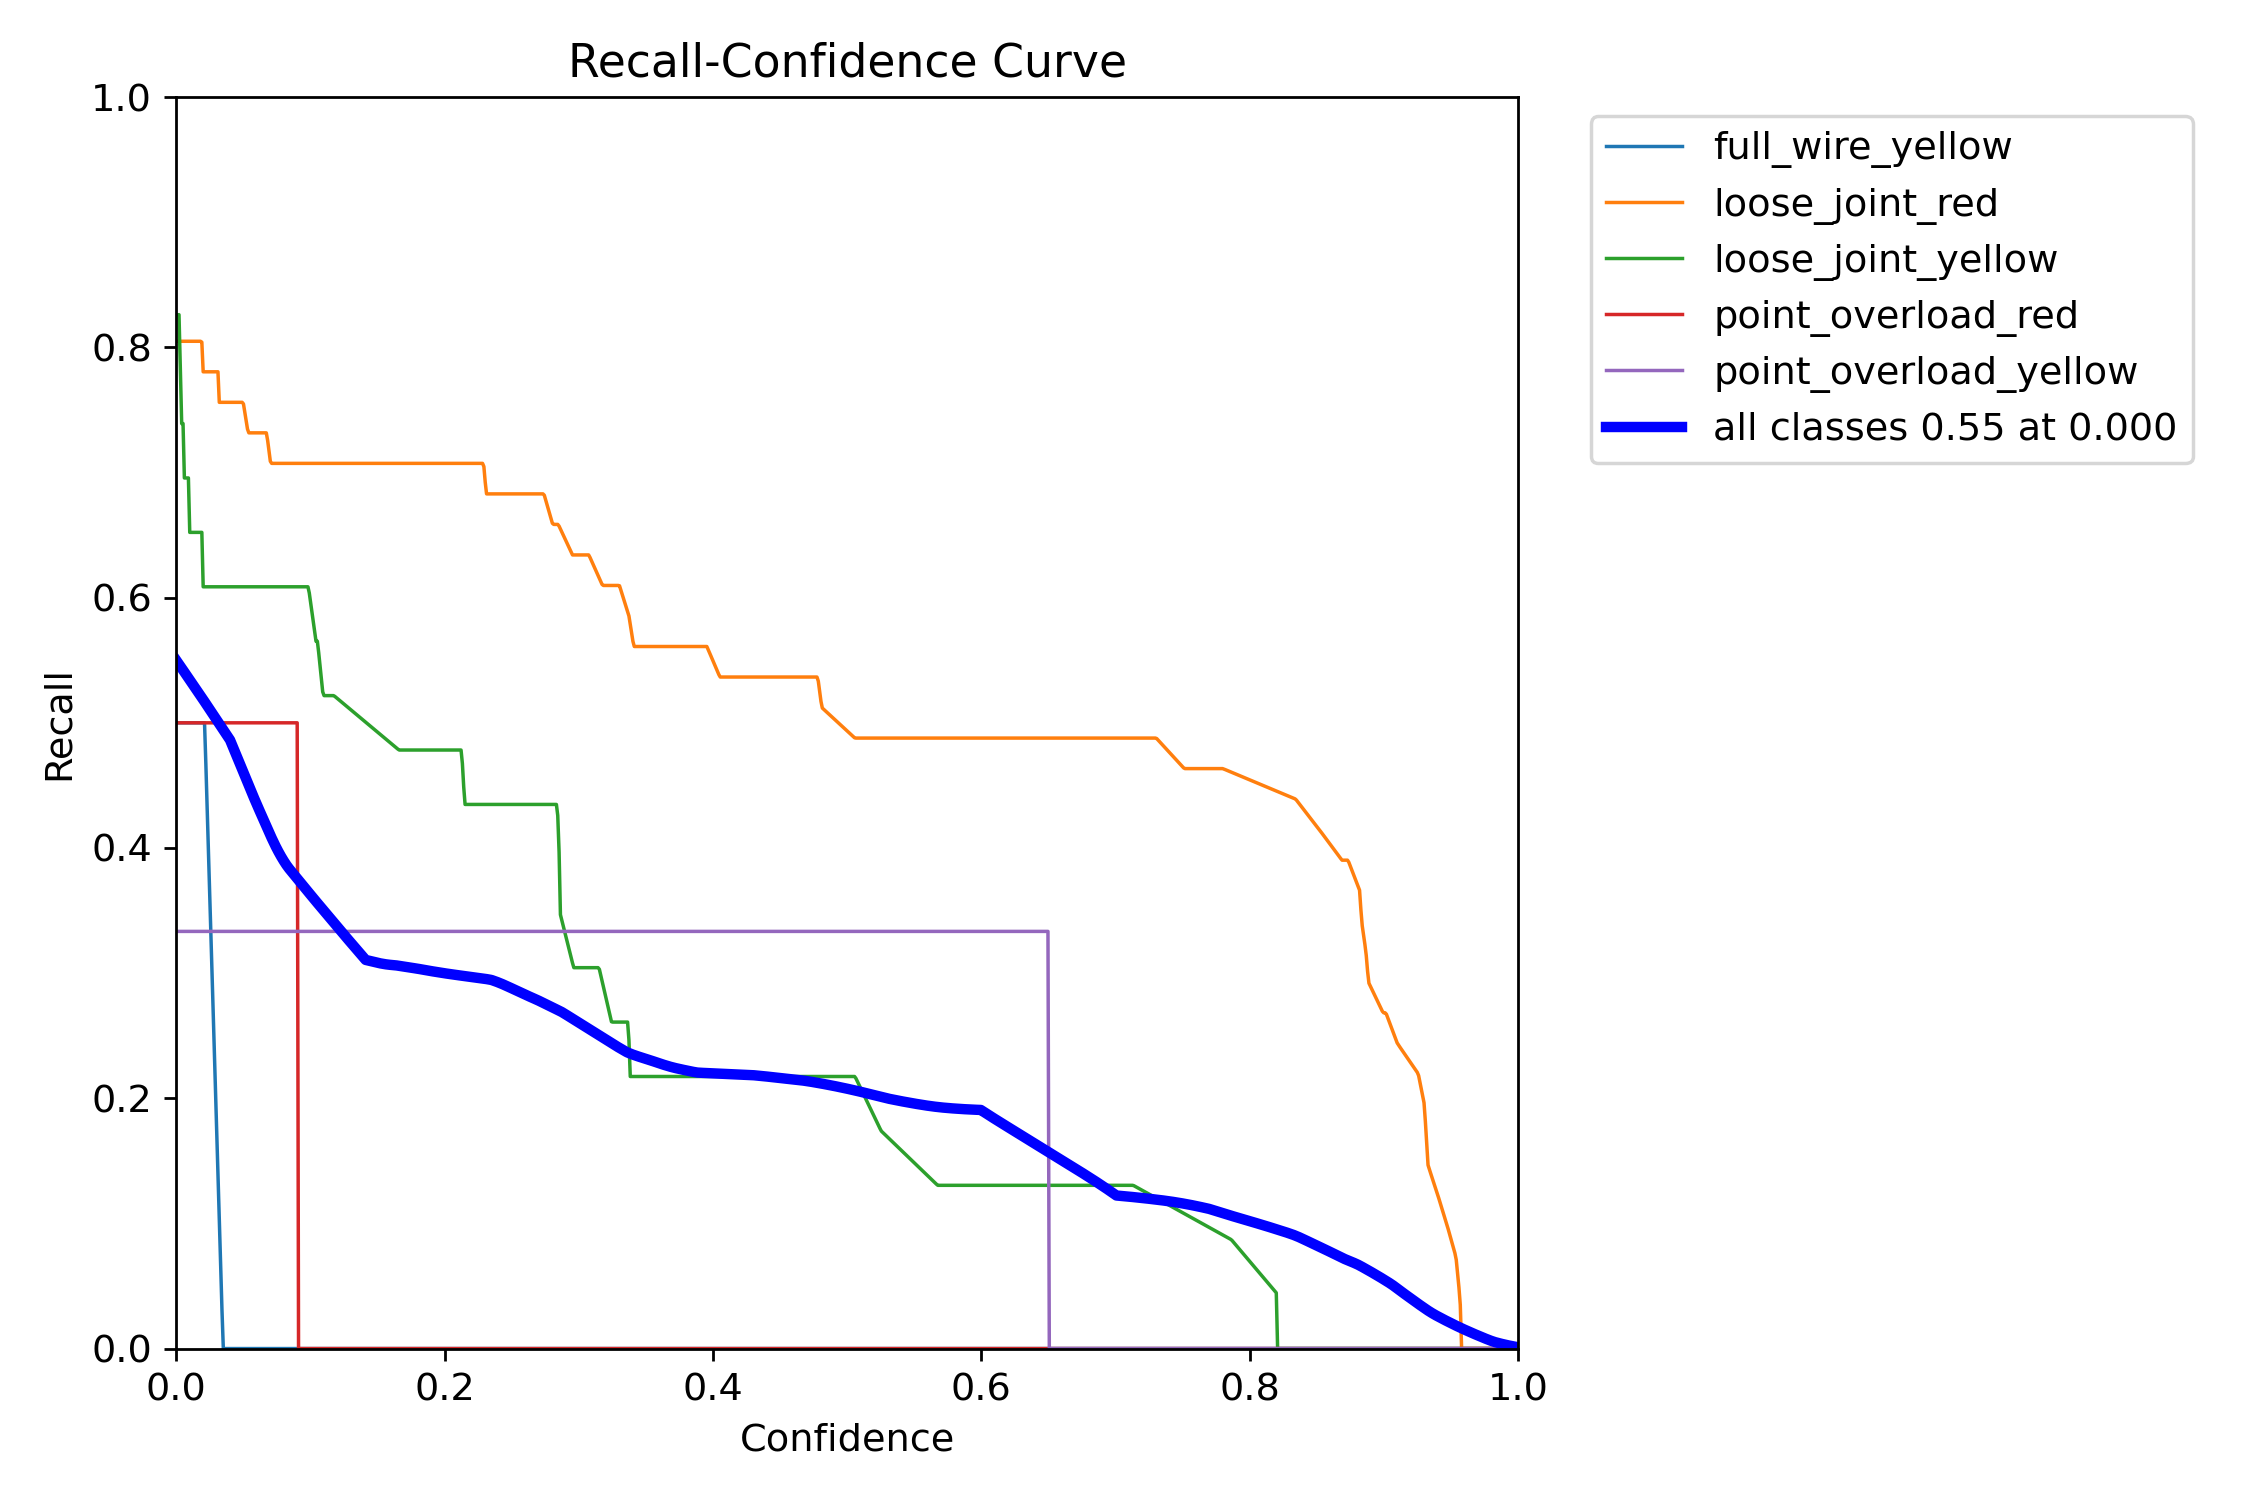 Recall-Confidence Curve
1.0
0.8
0.6
0.4
0.2
0.0
Recall
0.0 0.2 0.4 0.6 0.8 1.0
Confidence
full_wire_yellow
loose_joint_red
loose_joint_yellow
point_overload_red
point_overload_yellow
all classes 0.55 at 0.000